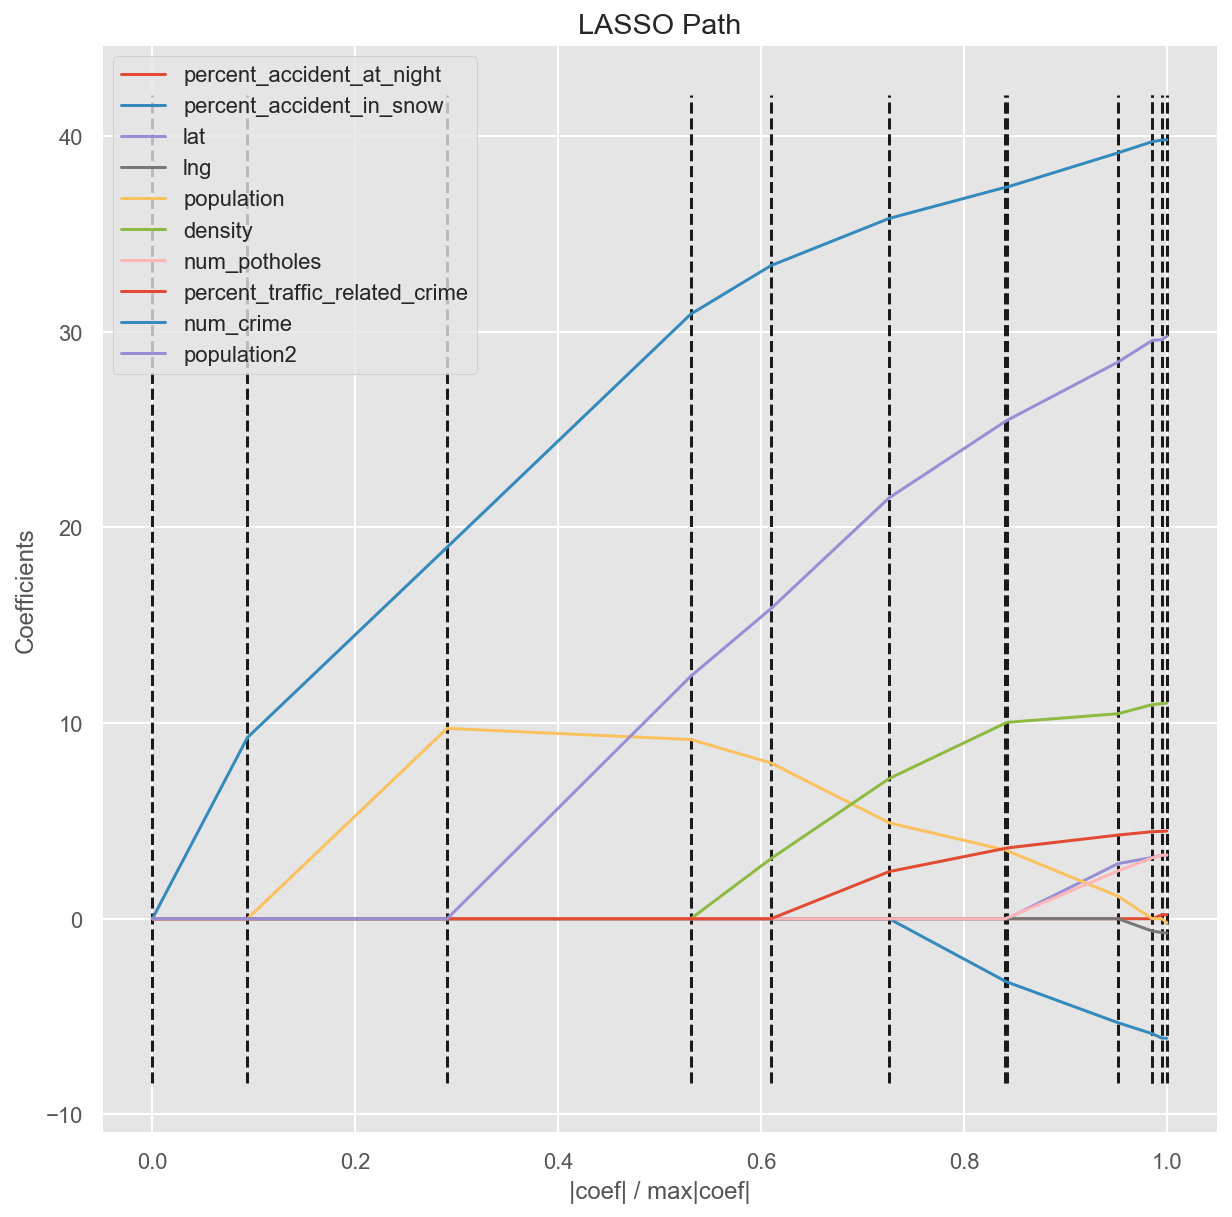 LASSO Path
percent_accident_at_night
percent_accident_in_snow
lat
lng
population
density
num_potholes
percent_traffic_related_crime
num_crime
population2
40
30
20
10
0
−10
Coefficients
0.0 0.2 0.4 0.6 0.8 1.0
|coef| / max|coef|